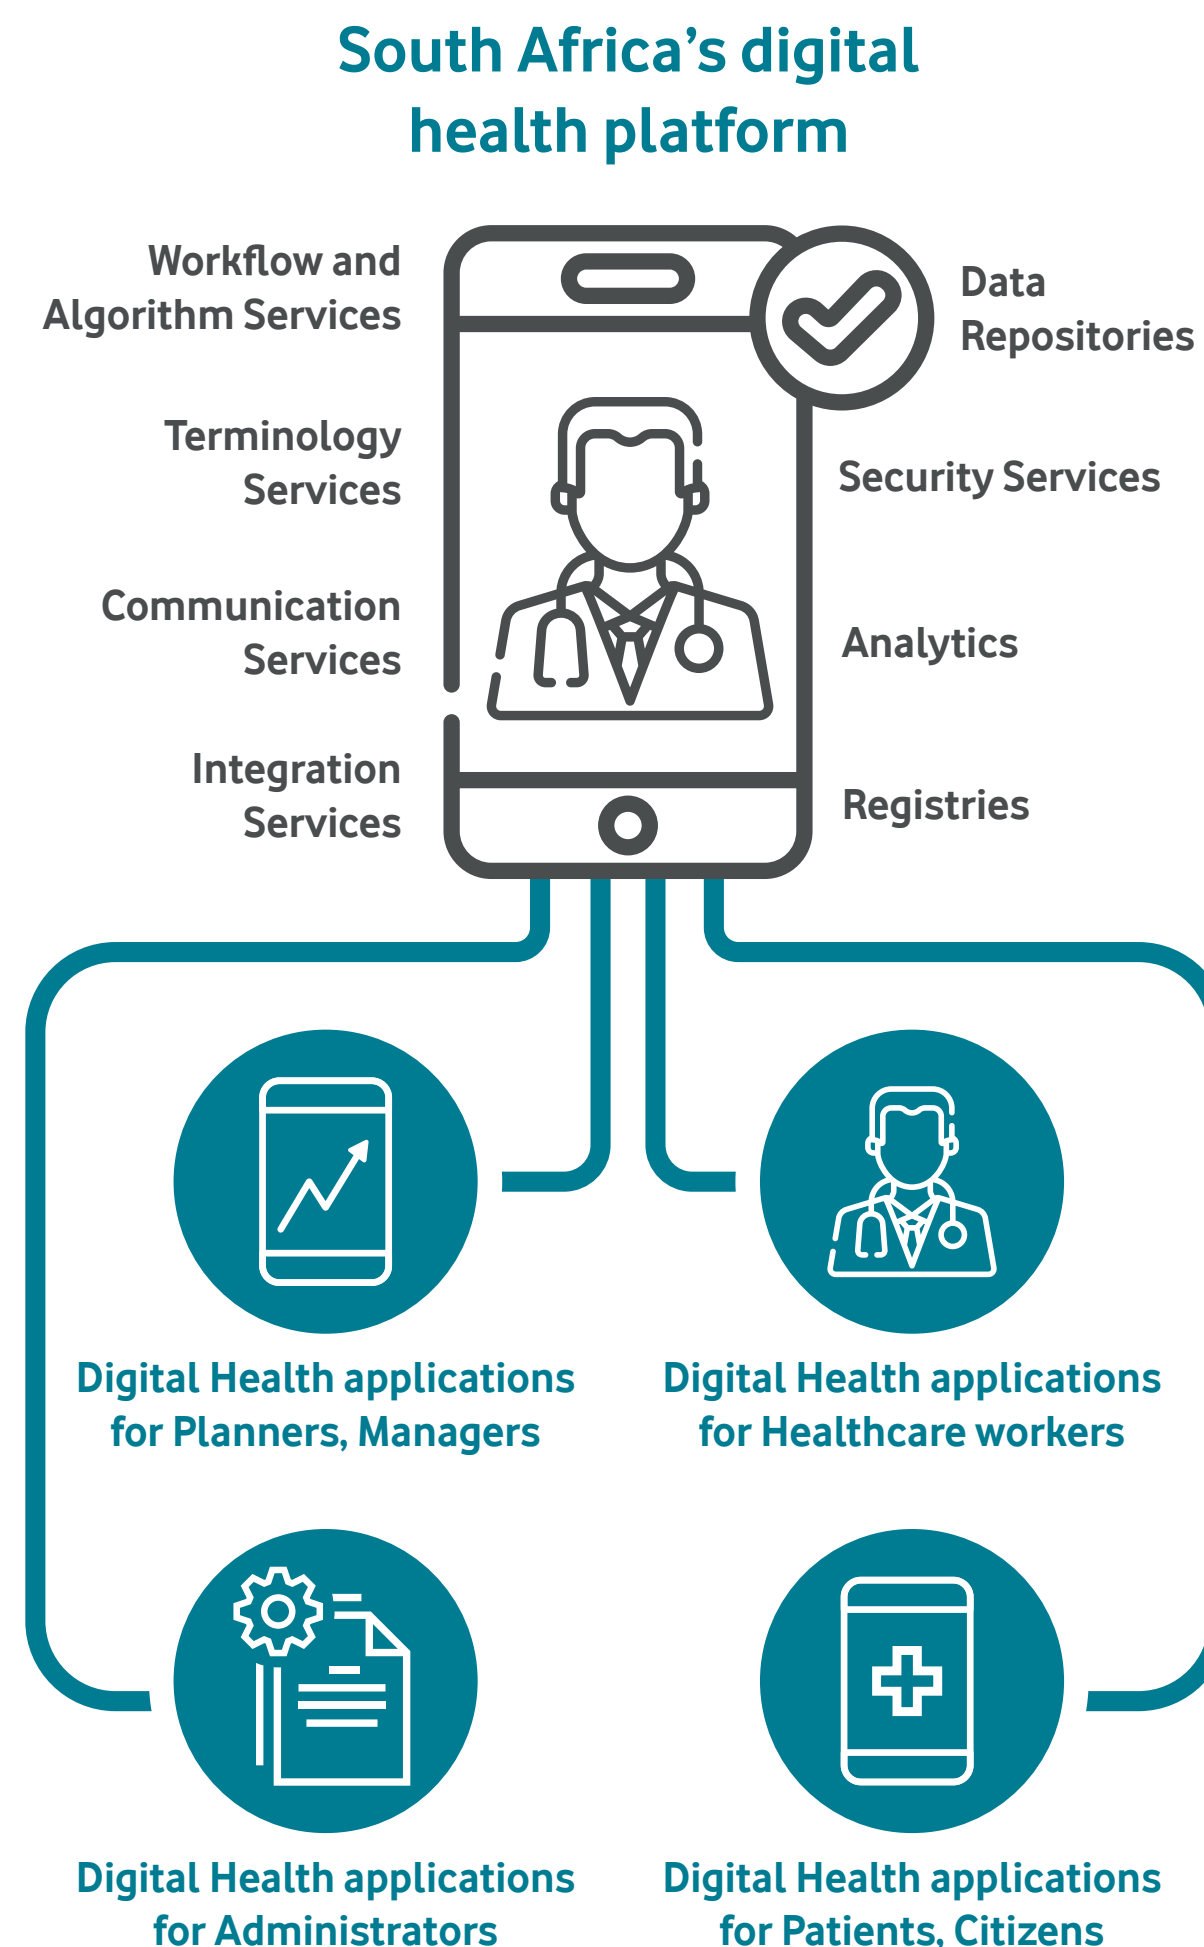 South Africa’s digital
health platform
Workflow and
Algorithm Services
Terminology
Services
Communication
Services
Integration
Services
Data
Repositories
Security Services
Analytics
Registries
Digital Health applications
for Planners, Managers
Digital Health applications
for Healthcare workers
Digital Health applications
for Administrators
Digital Health applications
for Patients, Citizens